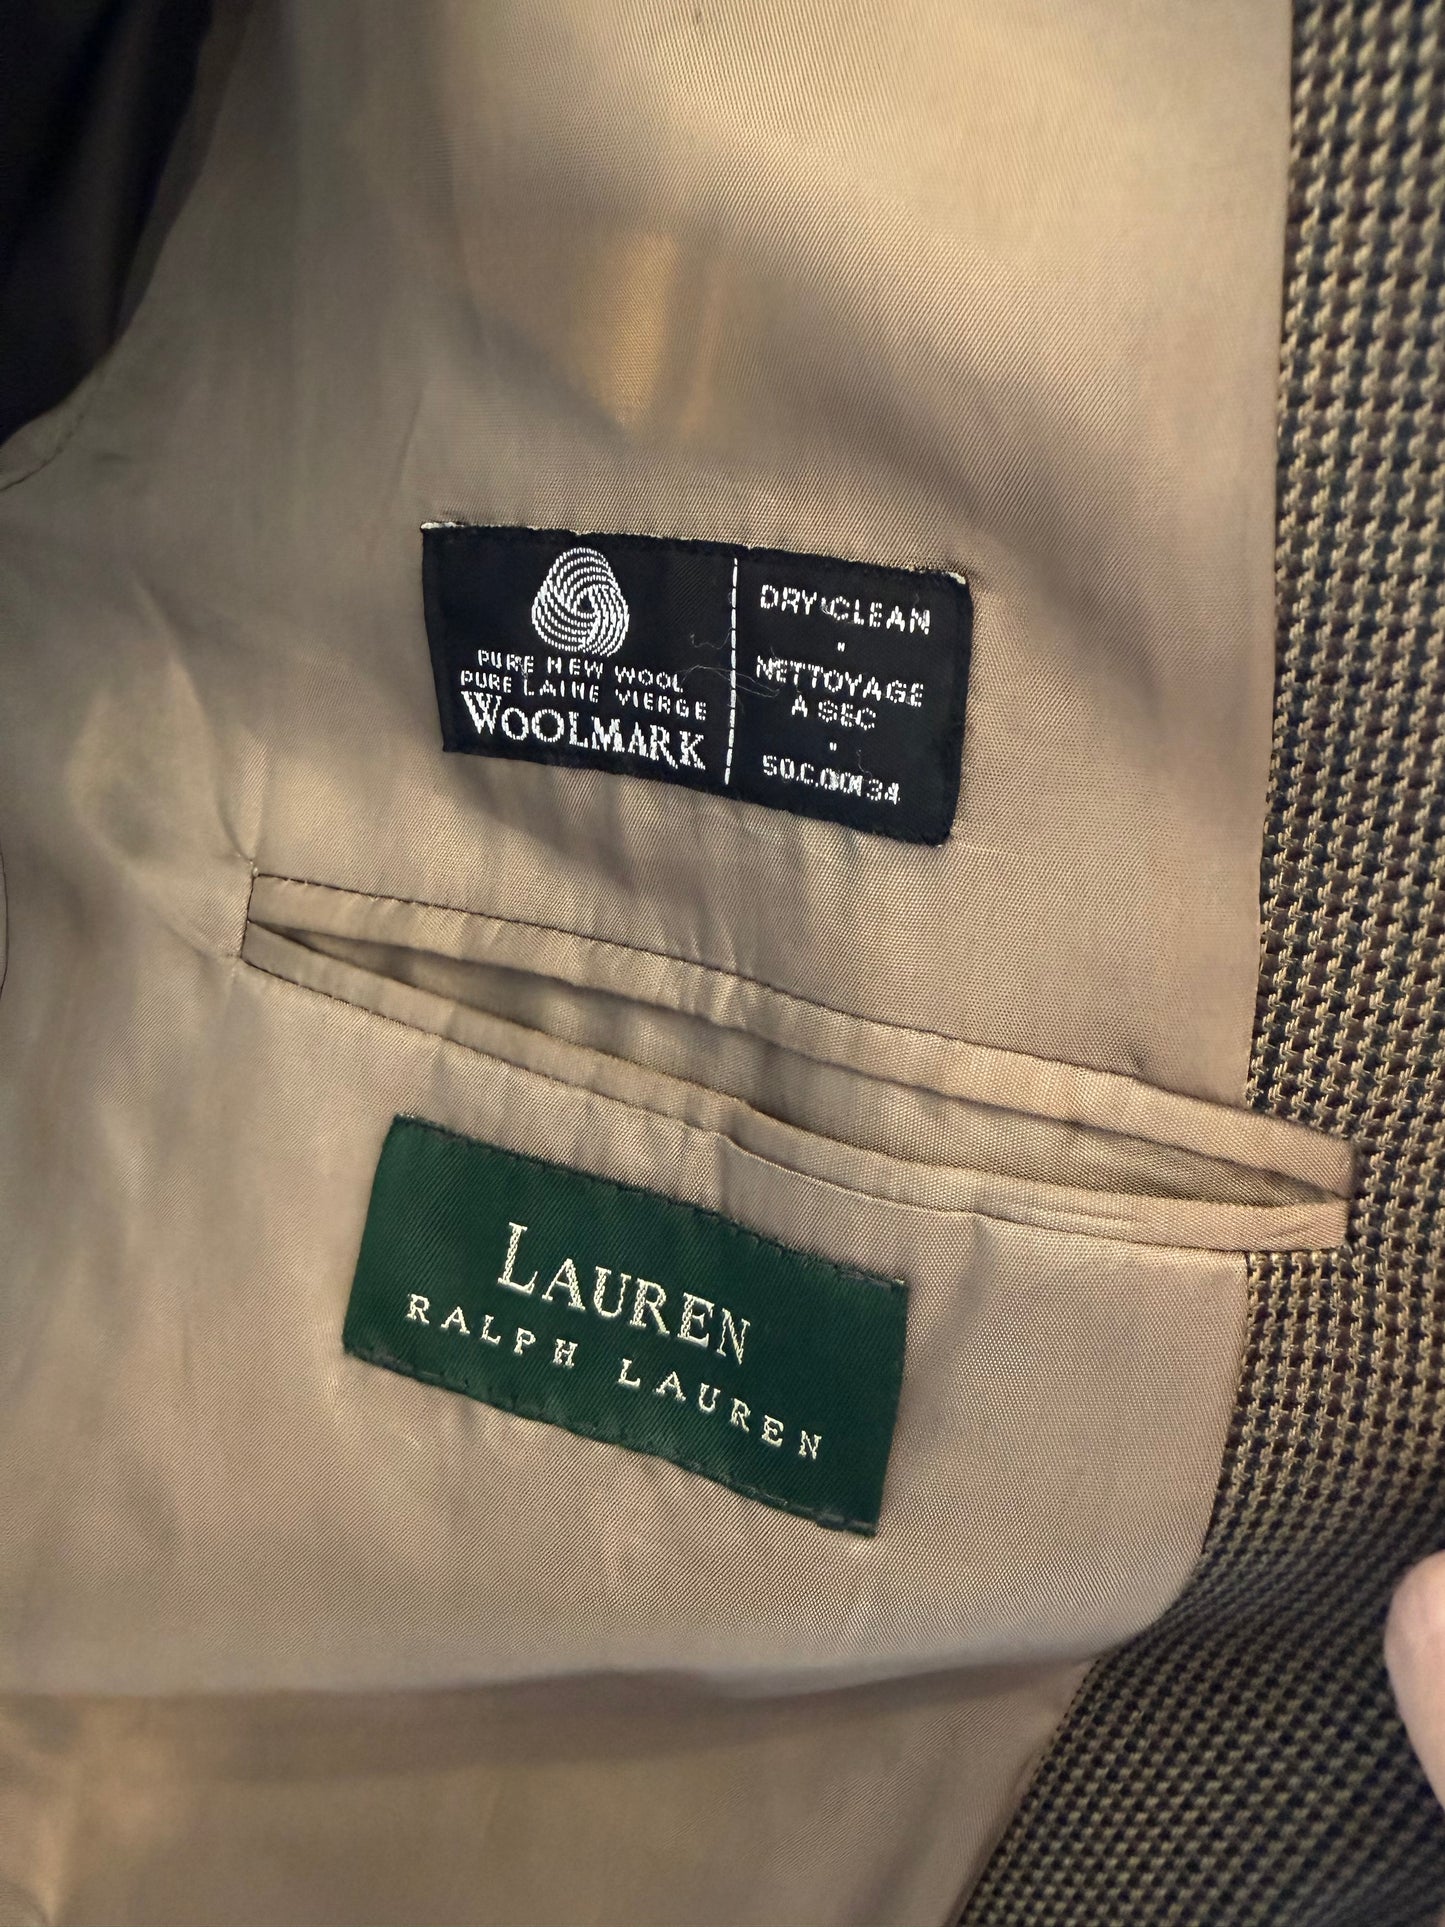 PURE NEW WOOL
PURE LAINE VIERGE
WOOLMARK
DRY CLEAN
NETTOYAGE
A SEC
LAUREN
RALPH LAUREN